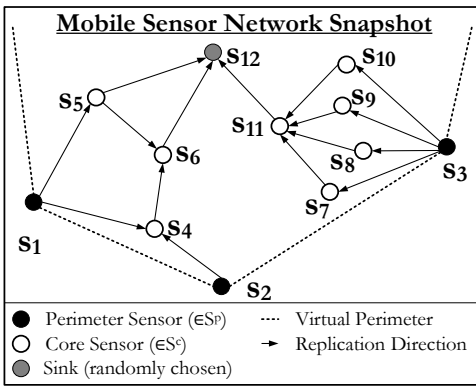 Mobile Sensor Network Snapshot
s12
s10
s5
s9
s11
s6
s8
s3
s7
s4
s1
s2
Perimeter Sensor (∈Sᵖ)
Virtual Perimeter
Core Sensor (∈Sᶜ)
Replication Direction
Sink (randomly chosen)